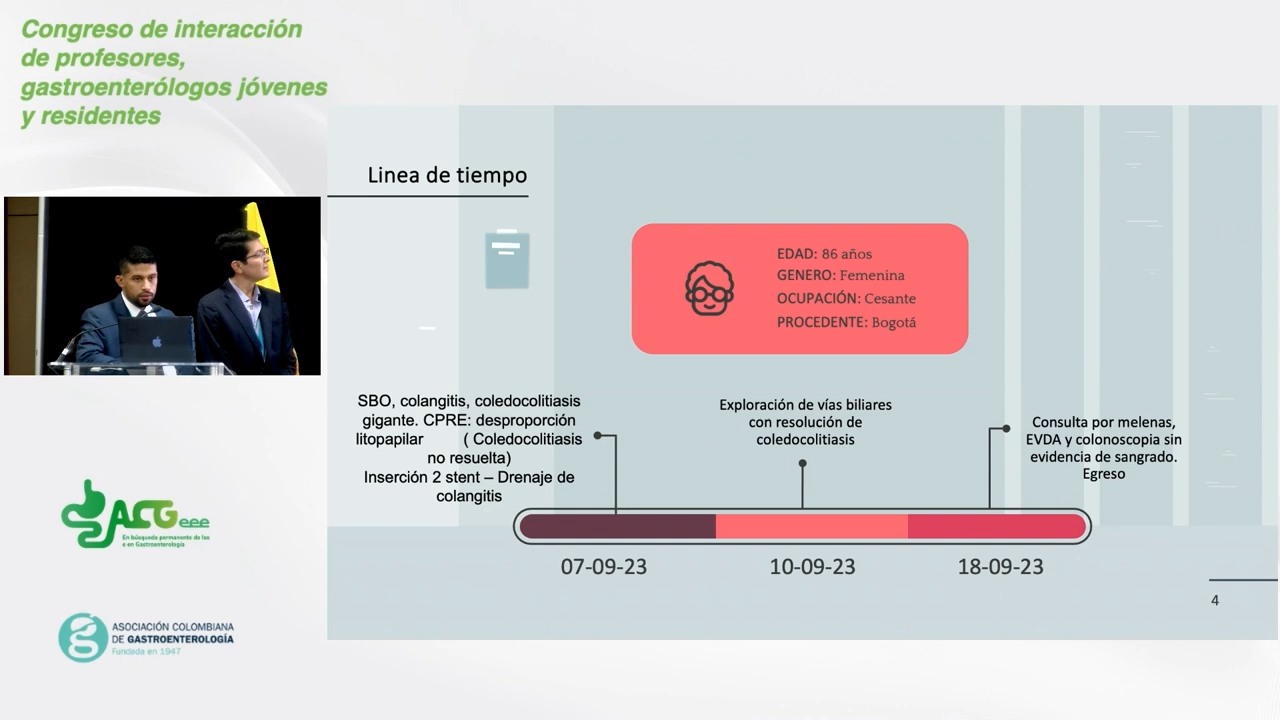 Congreso de interacción
de profesores,
gastroenterólogos jóvenes
y residentes
Linea de tiempo
EDAD: 86 años
GENERO: Femenina
OCUPACIÓN: Cesante
PROCEDENTE: Bogotá
SBO, colangitis, coledocolitiasis
gigante. CPRE: desproporción
litopapilar ( Coledocolitiasis
no resuelta)
Inserción 2 stent – Drenaje de
colangitis
Exploración de vías biliares
con resolución de
coledocolitiasis
Consulta por melenas,
EVDA y colonoscopia sin
evidencia de sangrado.
Egreso
07-09-23
10-09-23
18-09-23
4
ACGeee
En búsqueda permanente de las
e en Gastroenterología
ASOCIACIÓN COLOMBIANA
DE GASTROENTEROLOGÍA
Fundada en 1947